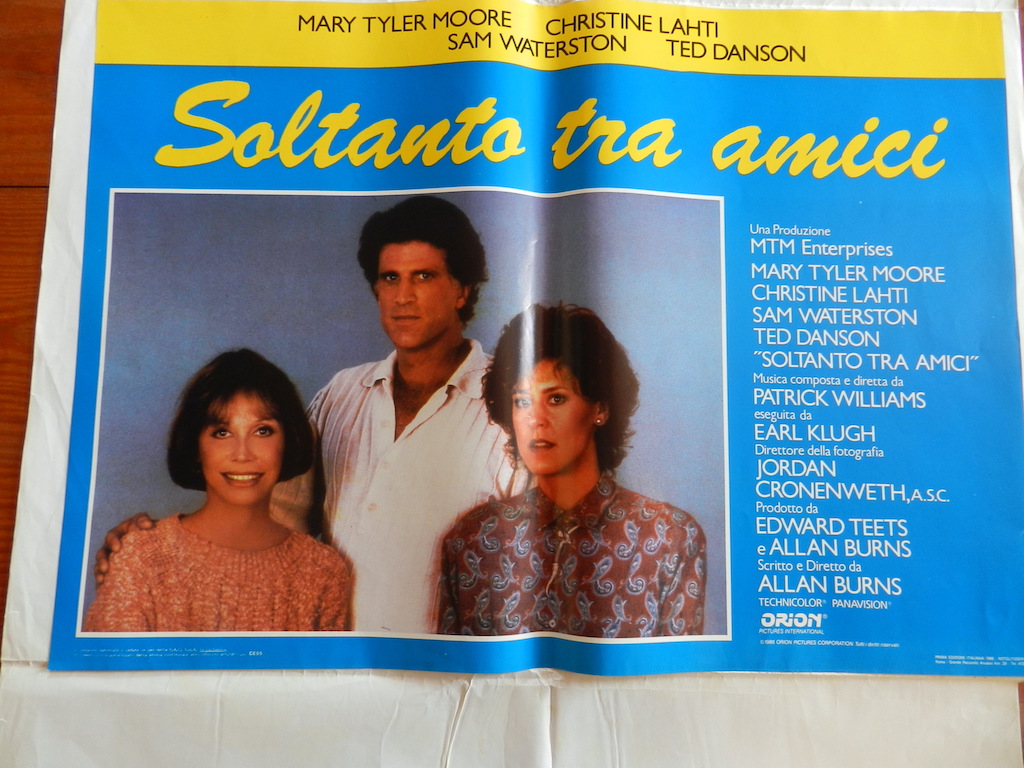 MARY TYLER MOORE CHRISTINE LAHTI
SAM WATERSTON TED DANSON
Soltanto tra amici
Una Produzione
MTM Enterprises
MARY TYLER MOORE
CHRISTINE LAHTI
SAM WATERSTON
TED DANSON
"SOLTANTO TRA AMICI"
Musica composta e diretta da
PATRICK WILLIAMS
eseguita da
EARL KLUGH
Direttore della fotografia
JORDAN
CRONENWETH, A.S.C.
Prodotto da
EDWARD TEETS
e ALLAN BURNS
Scritto e Diretto da
ALLAN BURNS
TECHNICOLOR® PANAVISION®
ORION®
PICTURES INTERNATIONAL
© 1986 ORION PICTURES CORPORATION Tutti i diritti riservati